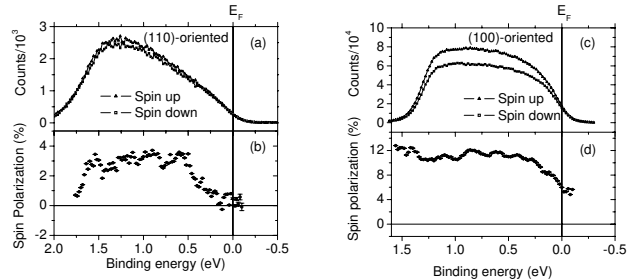 E_F
E_F
(110)-oriented
(a)
Counts/10^3
3
2
1
0
Spin up
Spin down
(100)-oriented
(c)
Counts/10^4
10
8
6
4
2
0
Spin up
Spin down
(b)
Spin Polarization (%)
4
2
0
-2
2.0 1.5 1.0 0.5 0.0 -0.5
Binding energy (eV)
(d)
Spin polarization (%)
12
8
4
0
1.5 1.0 0.5 0.0 -0.5
Binding energy (eV)